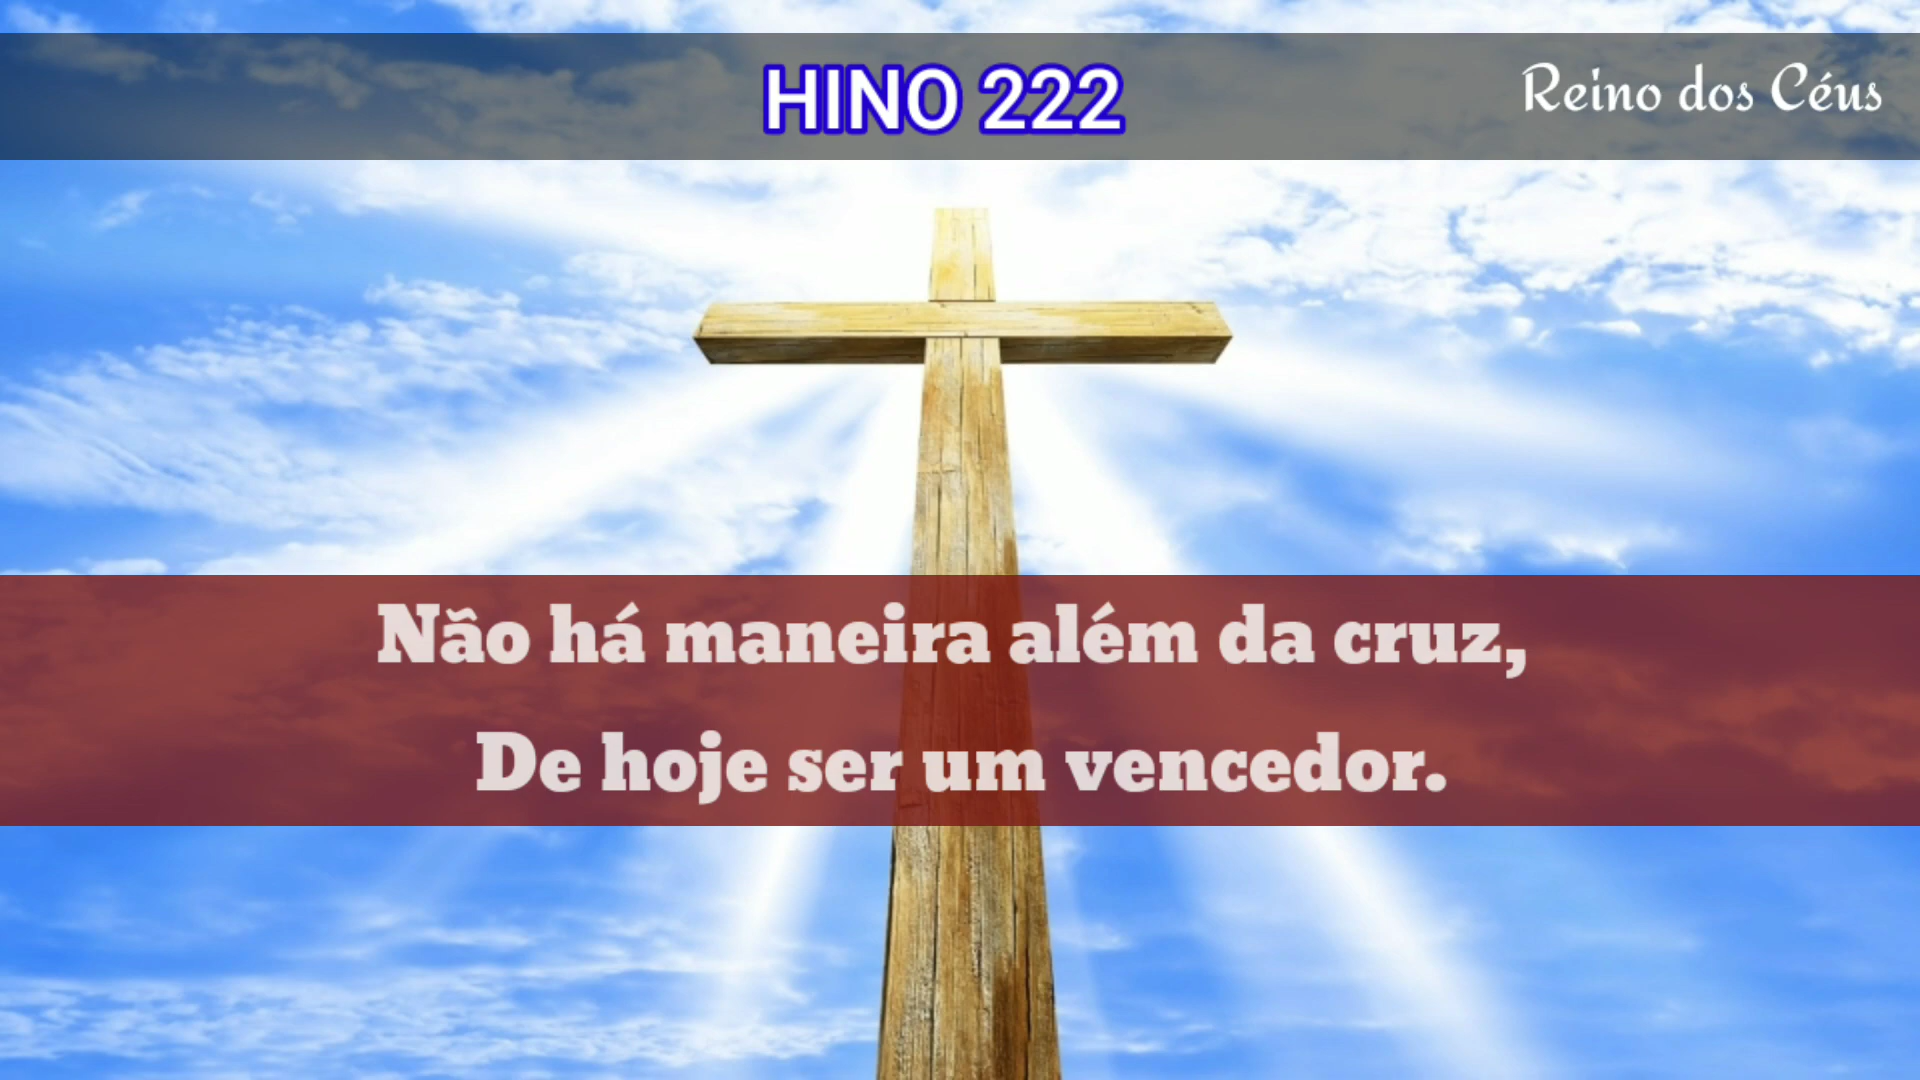 HINO 222
Reino dos Céus
Não há maneira além da cruz,
De hoje ser um vencedor.